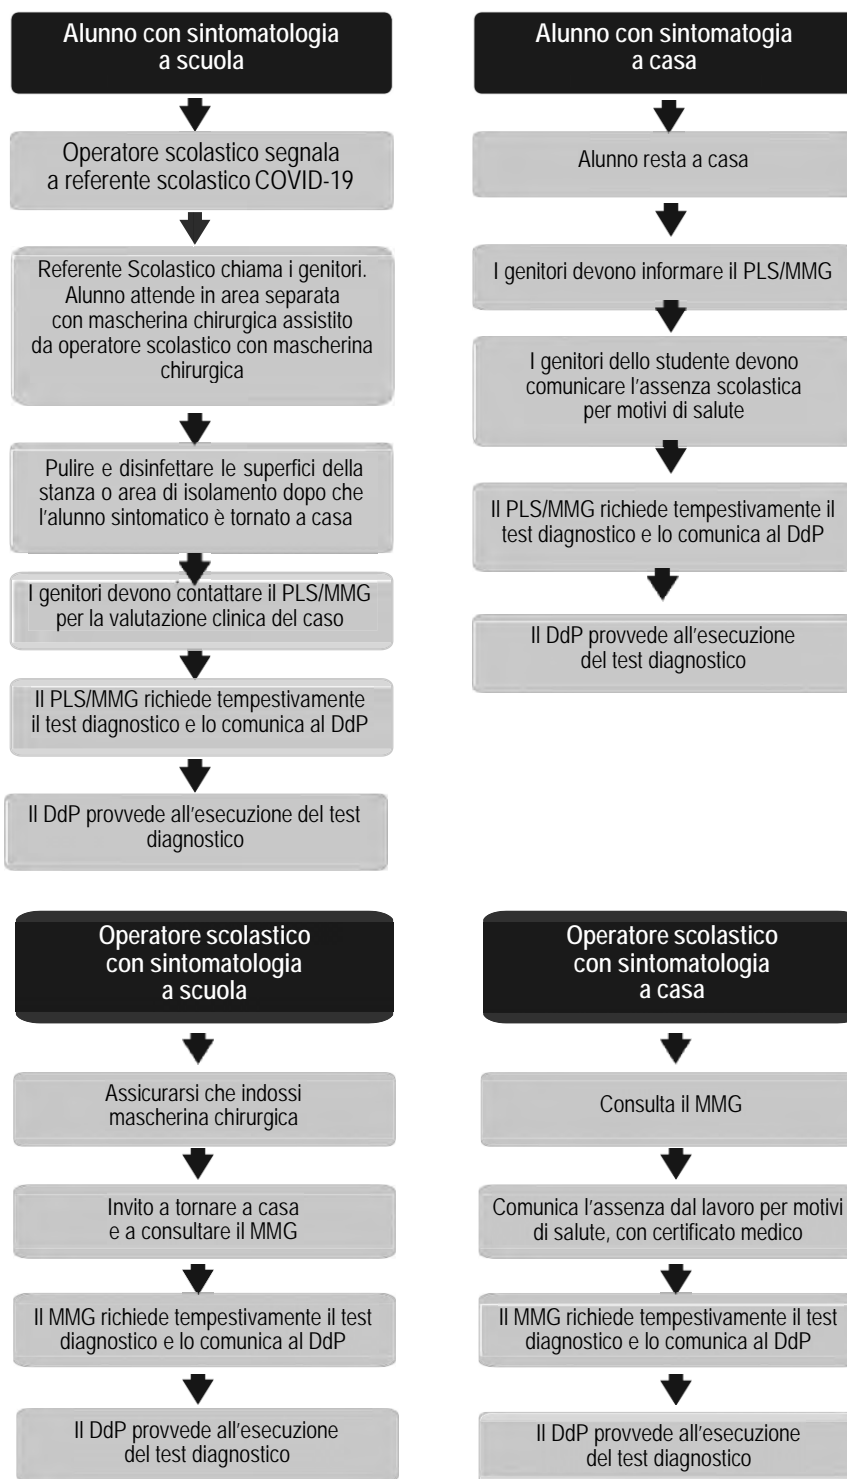 Alunno con sintomatologia
a scuola
Operatore scolastico segnala
a referente scolastico COVID-19
Referente Scolastico chiama i genitori.
Alunno attende in area separata
con mascherina chirurgica assistito
da operatore scolastico con mascherina
chirurgica
Pulire e disinfettare le superfici della
stanza o area di isolamento dopo che
l'alunno sintomatico è tornato a casa
I genitori devono contattare il PLS/MMG
per la valutazione clinica del caso
Il PLS/MMG richiede tempestivamente
il test diagnostico e lo comunica al DdP
Il DdP provvede all'esecuzione del test
diagnostico
Alunno con sintomatogia
a casa
Alunno resta a casa
I genitori devono informare il PLS/MMG
I genitori dello studente devono
comunicare l'assenza scolastica
per motivi di salute
Il PLS/MMG richiede tempestivamente il
test diagnostico e lo comunica al DdP
Il DdP provvede all'esecuzione
del test diagnostico
Operatore scolastico
con sintomatologia
a scuola
Assicurarsi che indossi
mascherina chirurgica
Invito a tornare a casa
e a consultare il MMG
Il MMG richiede tempestivamente il test
diagnostico e lo comunica al DdP
Il DdP provvede all'esecuzione
del test diagnostico
Operatore scolastico
con sintomatologia
a casa
Consulta il MMG
Comunica l'assenza dal lavoro per motivi
di salute, con certificato medico
Il MMG richiede tempestivamente il test
diagnostico e lo comunica al DdP
Il DdP provvede all'esecuzione
del test diagnostico